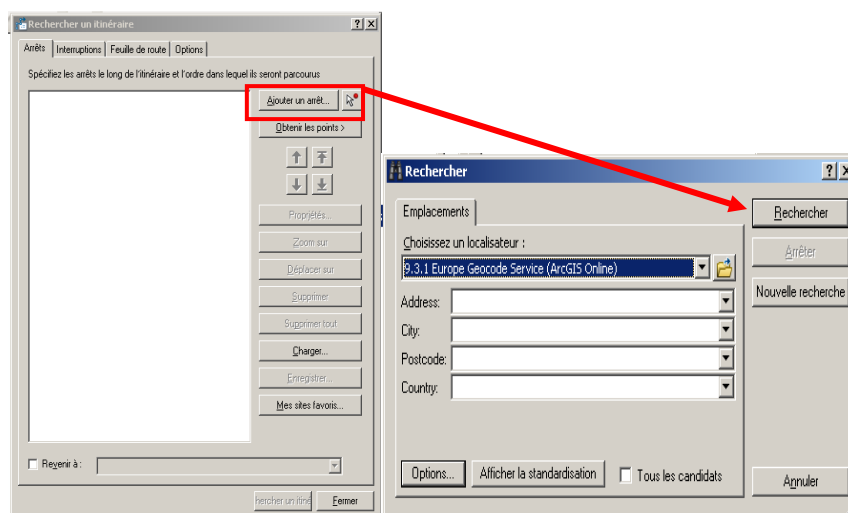 Rechercher un itinéraire
Arrêts
Interruptions
Feuille de route
Options
Spécifiez les arrêts le long de l'itinéraire et l'ordre dans lequel ils seront parcourus
Ajouter un arrêt...
Obtenir les points >
Propriétés...
Zoom sur
Déplacer sur
Supprimer
Supprimer tout
Charger...
Enregistrer...
Mes sites favoris...
Revenir à :
hercher un itiné
Fermer
Rechercher
Emplacements
Choisissez un localisateur :
9.3.1 Europe Geocode Service (ArcGIS Online)
Address:
City:
Postcode:
Country:
Options...
Afficher la standardisation
Tous les candidats
Rechercher
Arrêter
Nouvelle recherche
Annuler